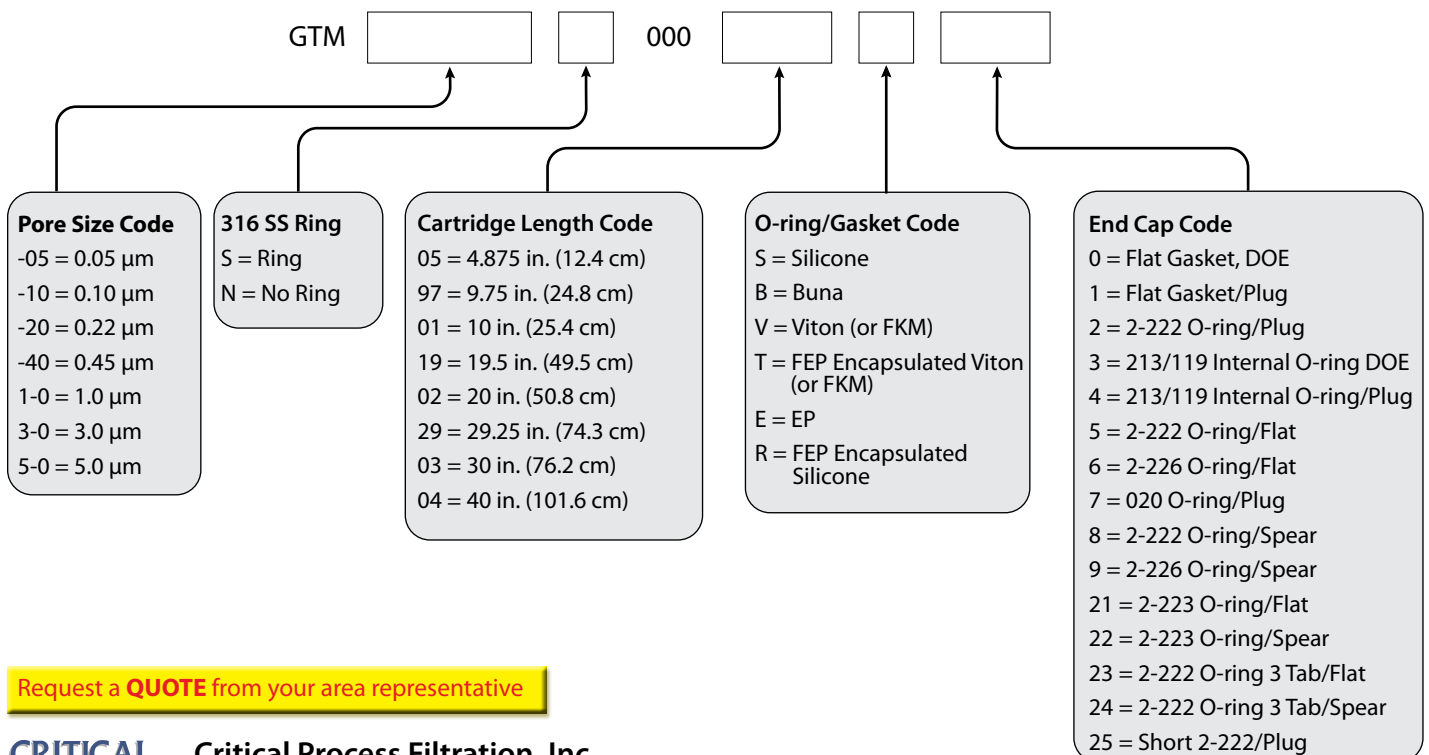 GTM 000
Pore Size Code
-05 = 0.05 µm
-10 = 0.10 µm
-20 = 0.22 µm
-40 = 0.45 µm
1-0 = 1.0 µm
3-0 = 3.0 µm
5-0 = 5.0 µm
316 SS Ring
S = Ring
N = No Ring
Cartridge Length Code
05 = 4.875 in. (12.4 cm)
97 = 9.75 in. (24.8 cm)
01 = 10 in. (25.4 cm)
19 = 19.5 in. (49.5 cm)
02 = 20 in. (50.8 cm)
29 = 29.25 in. (74.3 cm)
03 = 30 in. (76.2 cm)
04 = 40 in. (101.6 cm)
O-ring/Gasket Code
S = Silicone
B = Buna
V = Viton (or FKM)
T = FEP Encapsulated Viton
(or FKM)
E = EP
R = FEP Encapsulated
Silicone
End Cap Code
0 = Flat Gasket, DOE
1 = Flat Gasket/Plug
2 = 2-222 O-ring/Plug
3 = 213/119 Internal O-ring DOE
4 = 213/119 Internal O-ring/Plug
5 = 2-222 O-ring/Flat
6 = 2-226 O-ring/Flat
7 = 020 O-ring/Plug
8 = 2-222 O-ring/Spear
9 = 2-226 O-ring/Spear
21 = 2-223 O-ring/Flat
22 = 2-223 O-ring/Spear
23 = 2-222 O-ring 3 Tab/Flat
24 = 2-222 O-ring 3 Tab/Spear
25 = Short 2-222/Plug
Request a QUOTE from your area representative
CRITICAL Critical Process Filtration, Inc.